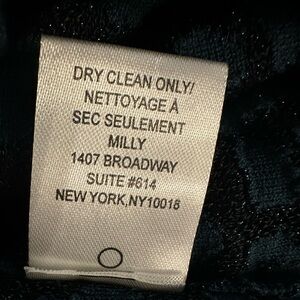 DRY CLEAN ONLY!
NETTOYAGE À
SEC SEULEMENT
MILLY
1407 BROADWAY
SUITE #614
NEW YORK,NY10018